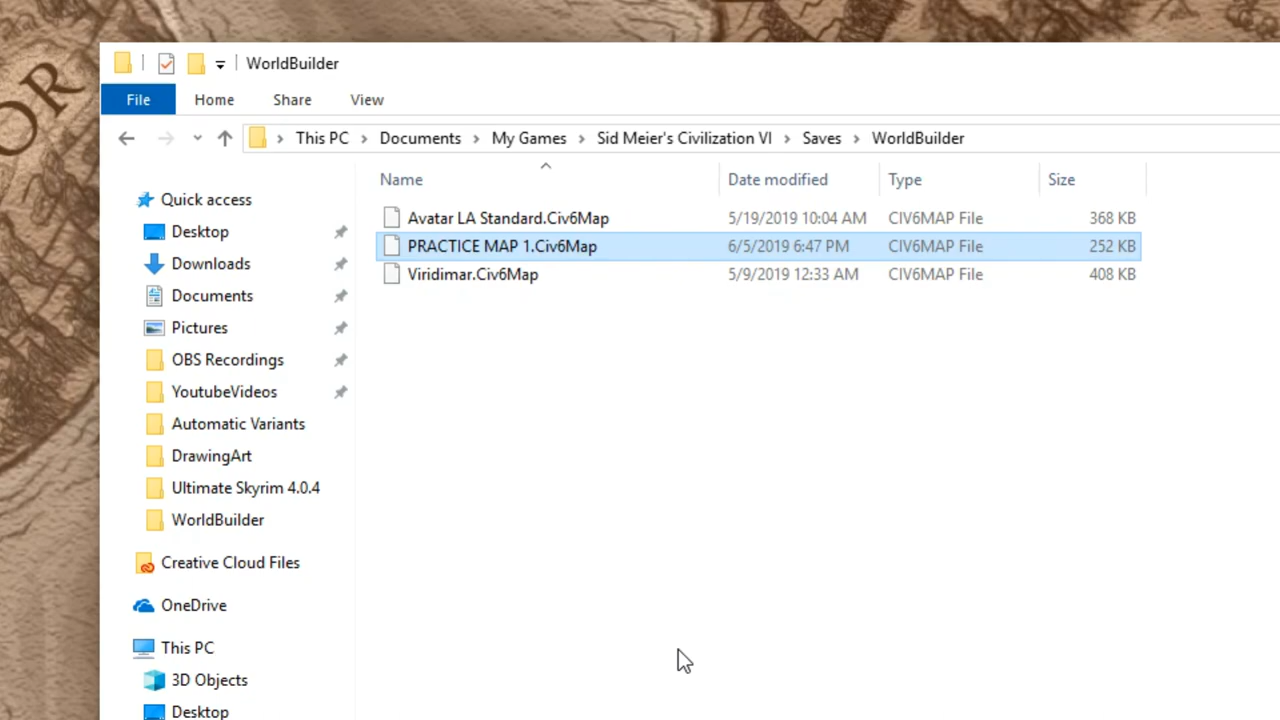 OR
WorldBuilder
File Home Share View
This PC Documents My Games Sid Meier's Civilization VI Saves WorldBuilder
Name Date modified Type Size
Avatar LA Standard.Civ6Map 5/19/2019 10:04 AM CIV6MAP File 368 KB
PRACTICE MAP 1.Civ6Map 6/5/2019 6:47 PM CIV6MAP File 252 KB
Viridimar.Civ6Map 5/9/2019 12:33 AM CIV6MAP File 408 KB
Quick access
Desktop
Downloads
Documents
Pictures
OBS Recordings
YoutubeVideos
Automatic Variants
DrawingArt
Ultimate Skyrim 4.0.4
WorldBuilder
Creative Cloud Files
OneDrive
This PC
3D Objects
Desktop